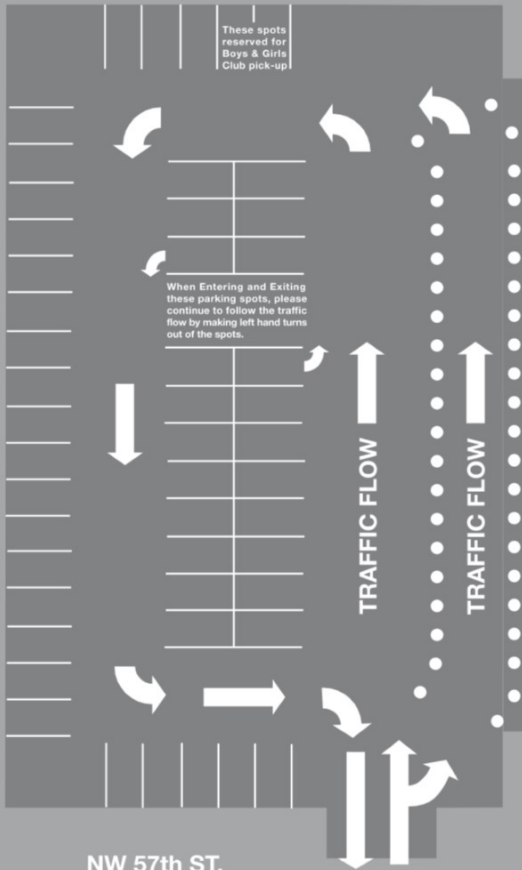 These spots
reserved for
Boys & Girls
Club pick-up
When Entering and Exiting
these parking spots, please
continue to follow the traffic
flow by making left hand turns
out of the spots.
TRAFFIC FLOW
TRAFFIC FLOW
NW 57th ST.